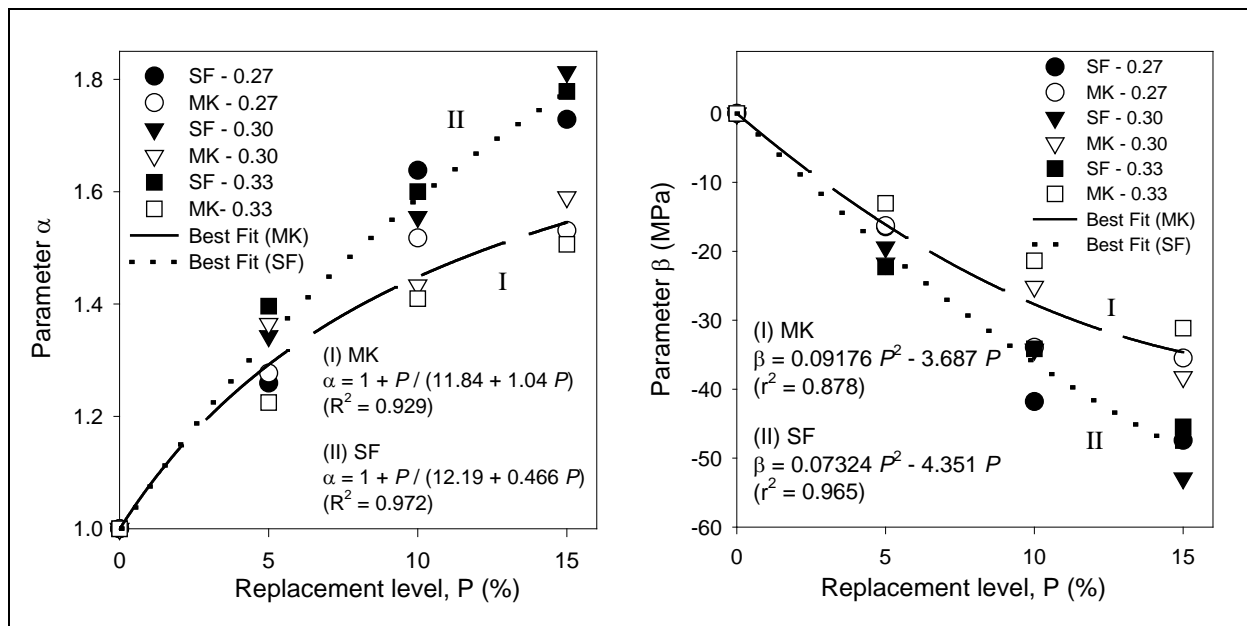 1.8
1.6
1.4
1.2
1.0
Parameter α
SF - 0.27
MK - 0.27
SF - 0.30
MK - 0.30
SF - 0.33
MK- 0.33
Best Fit (MK)
Best Fit (SF)
II
I
(I) MK
α = 1 + P / (11.84 + 1.04 P)
(R² = 0.929)
(II) SF
α = 1 + P / (12.19 + 0.466 P)
(R² = 0.972)
0 5 10 15
Replacement level, P (%)
0
-10
-20
-30
-40
-50
-60
Parameter β (MPa)
SF - 0.27
MK - 0.27
SF - 0.30
MK - 0.30
SF - 0.33
MK - 0.33
Best Fit (MK)
Best Fit (SF)
I
II
(I) MK
β = 0.09176 P² - 3.687 P
(r² = 0.878)
(II) SF
β = 0.07324 P² - 4.351 P
(r² = 0.965)
0 5 10 15
Replacement level, P (%)